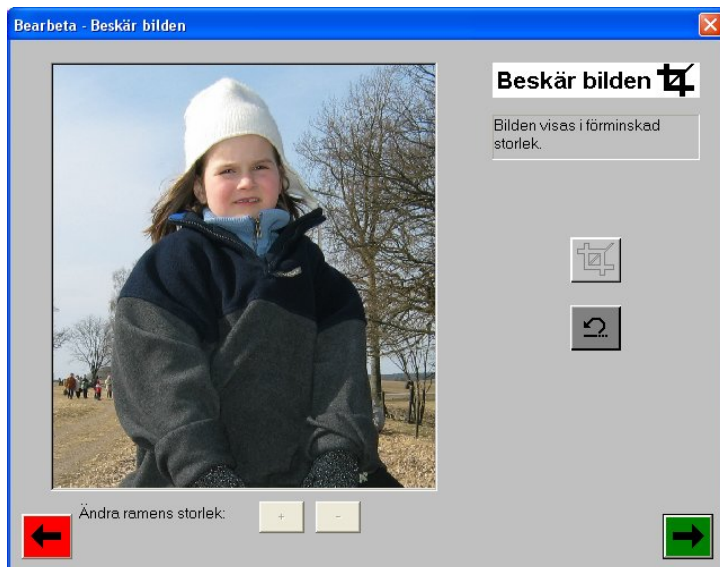 Bearbeta - Beskär bilden
Beskär bilden
Bilden visas i förminskad
storlek.
Ändra ramens storlek:
+ -